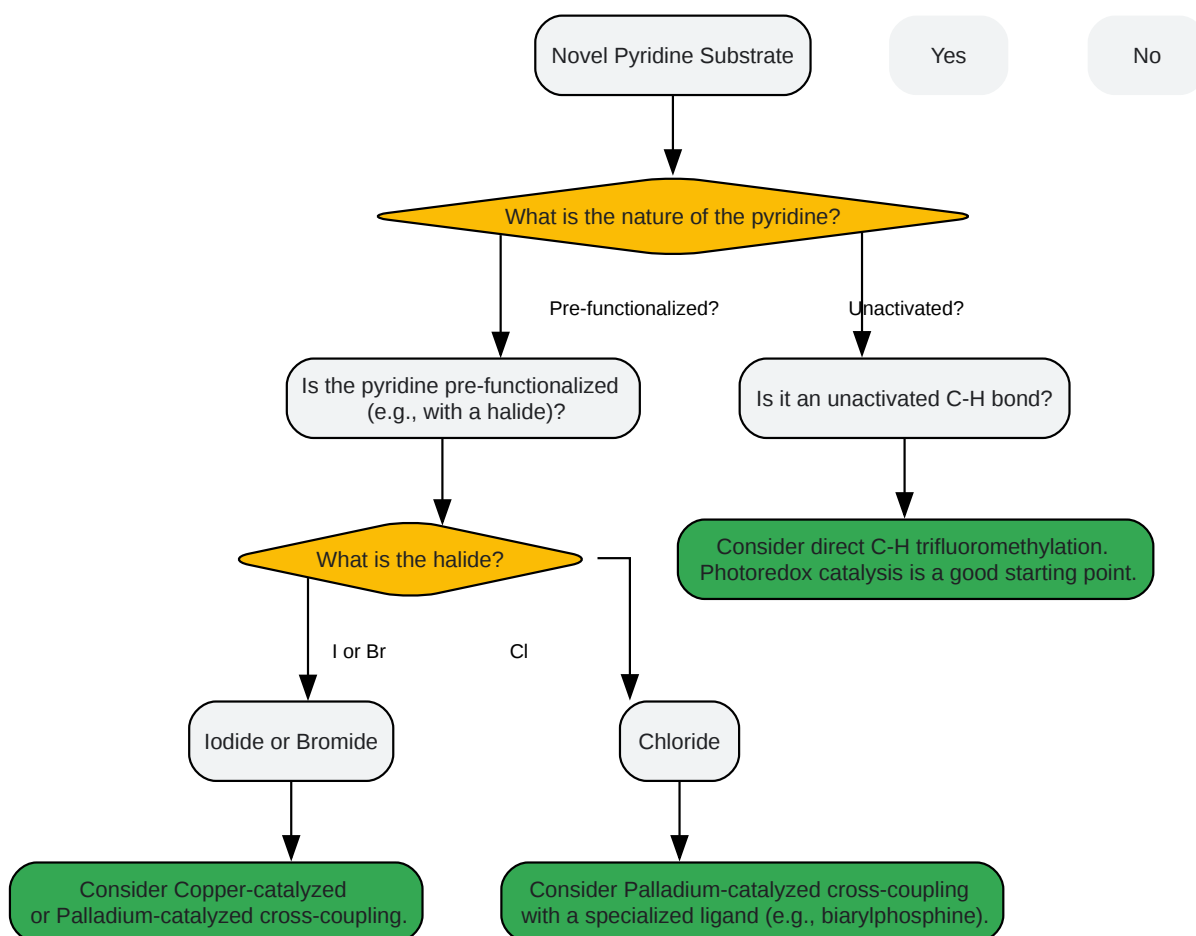 Novel Pyridine Substrate
Yes
No
What is the nature of the pyridine?
Pre-functionalized?
Unactivated?
Is the pyridine pre-functionalized
(e.g., with a halide)?
Is it an unactivated C-H bond?
What is the halide?
Consider direct C-H trifluoromethylation.
Photoredox catalysis is a good starting point.
I or Br
Cl
Iodide or Bromide
Chloride
Consider Copper-catalyzed
or Palladium-catalyzed cross-coupling.
Consider Palladium-catalyzed cross-coupling
with a specialized ligand (e.g., biarylphosphine).